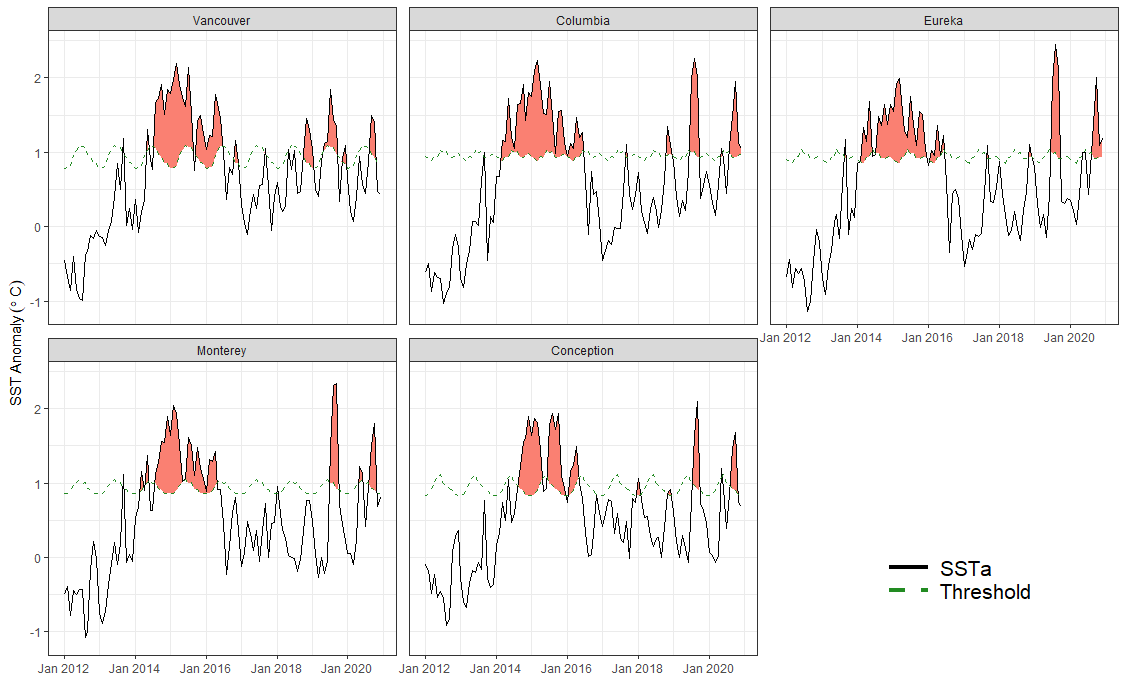 Vancouver
Columbia
Eureka
2
1
0
-1
Jan 2012 Jan 2014 Jan 2016 Jan 2018 Jan 2020
SST Anomaly (° C)
Monterey
Conception
2
1
0
-1
SSTa
Threshold
Jan 2012 Jan 2014 Jan 2016 Jan 2018 Jan 2020
Jan 2012 Jan 2014 Jan 2016 Jan 2018 Jan 2020